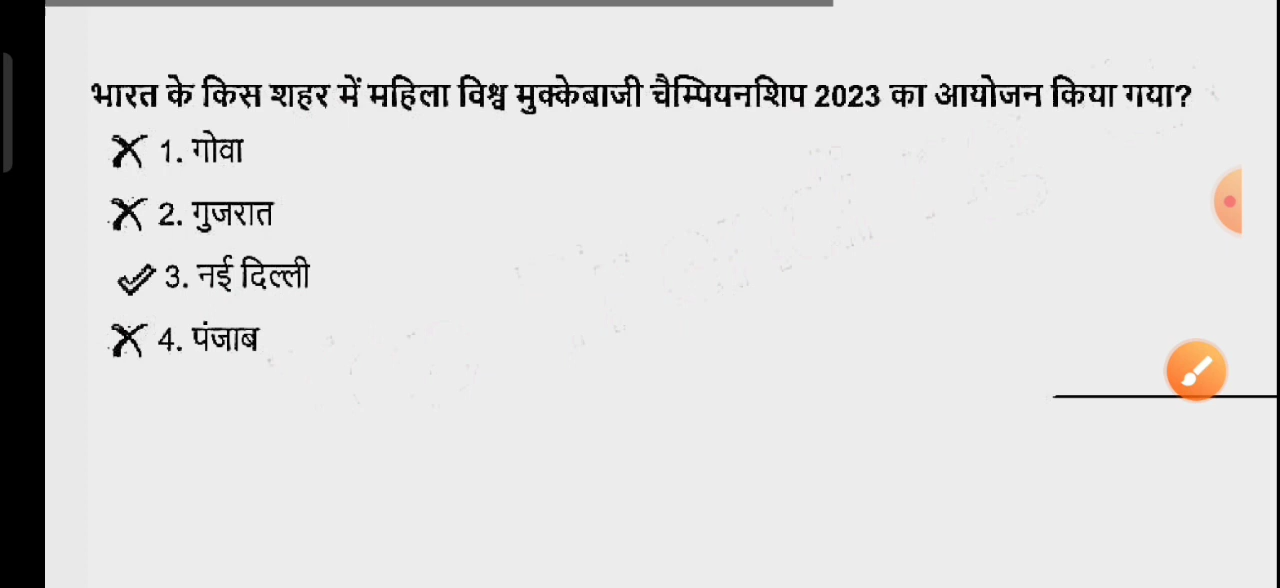 भारत के किस शहर में महिला विश्व मुक्केबाजी चैम्पियनशिप 2023 का आयोजन किया गया?
1. गोवा
2. गुजरात
3. नई दिल्ली
4. पंजाब